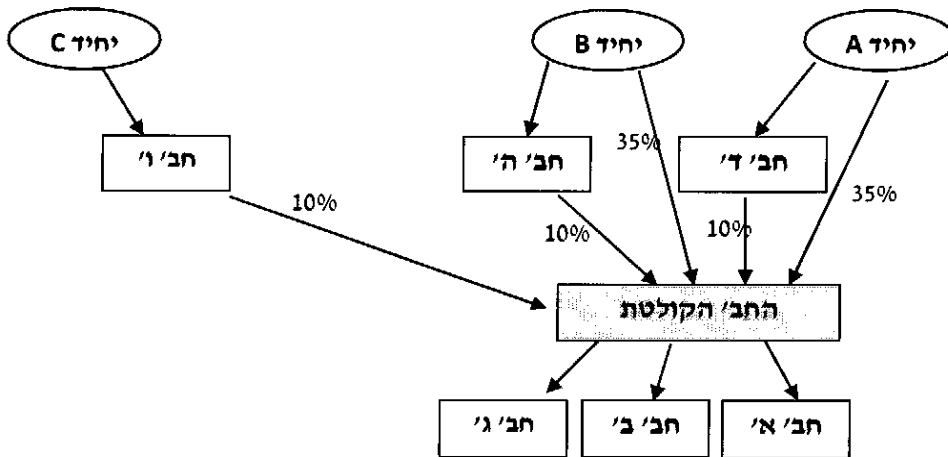 יחיד A
יחיד B
יחיד C
חב' ד'
חב' ה'
חב' ו'
35%
35%
10%
10%
10%
החב' הקולטת
חב' א'
חב' ב'
חב' ג'